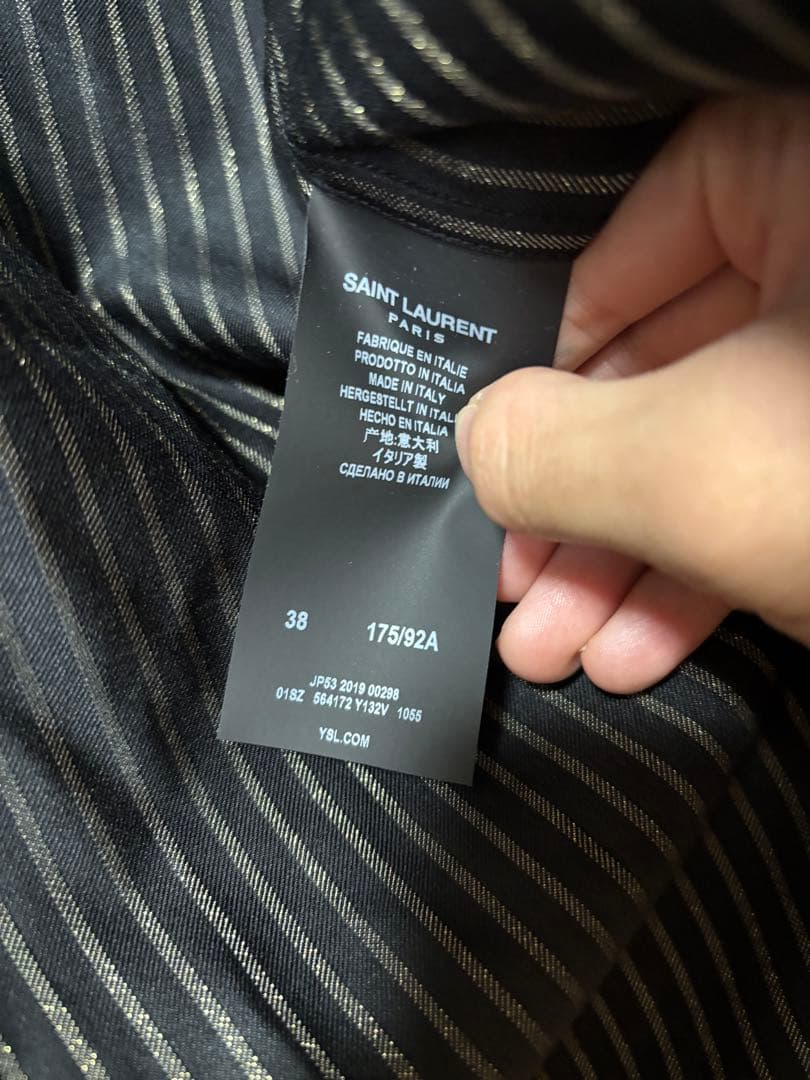 SAINT LAURENT
PARIS
FABRIQUE EN ITALIE
PRODOTTO IN ITALIA
MADE IN ITALY
HERGESTELLT IN
HECHO EN ITALIA
产地:意大利
イタリア製
СДЕЛАНО В ИТАЛИИ
38 175/92A
JP53 2019 00298
01SZ 564172 Y132V 1055
YSL.COM